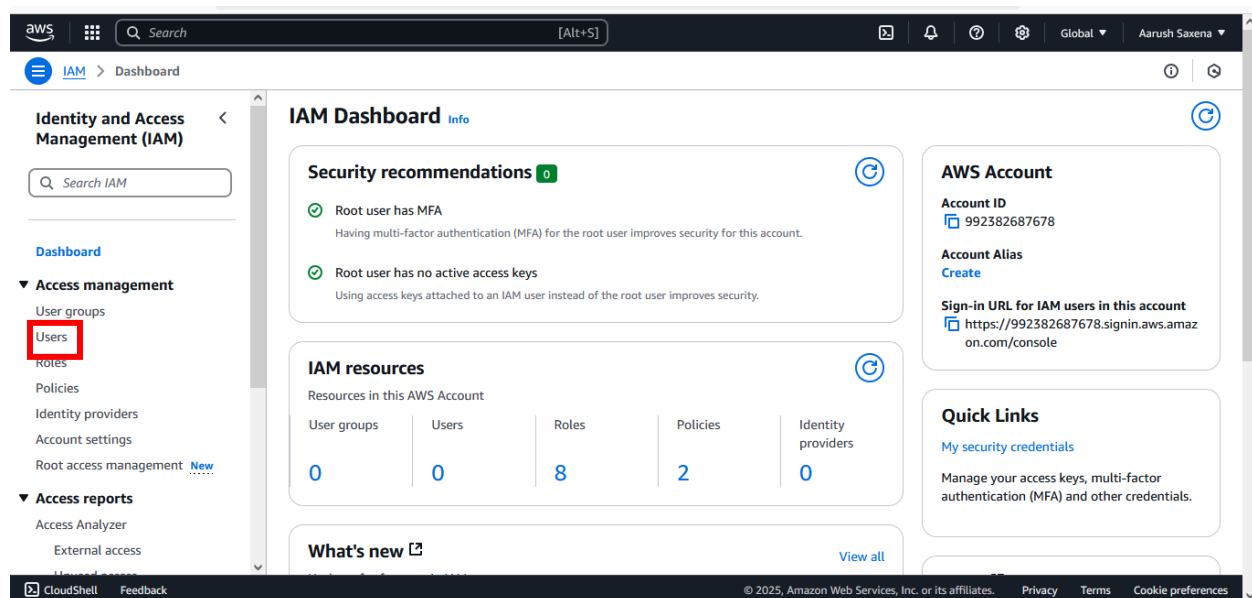 aws
Search [Alt+S]
Global ▼
Aarush Saxena ▼
IAM > Dashboard
Identity and Access
Management (IAM)
Search IAM
Dashboard
Access management
User groups
Users
Roles
Policies
Identity providers
Account settings
Root access management New
Access reports
Access Analyzer
External access
Unused access
IAM Dashboard Info
Security recommendations 0
Root user has MFA
Having multi-factor authentication (MFA) for the root user improves security for this account.
Root user has no active access keys
Using access keys attached to an IAM user instead of the root user improves security.
IAM resources
Resources in this AWS Account
User groups
0
Users
0
Roles
8
Policies
2
Identity
providers
0
What's new
View all
AWS Account
Account ID
992382687678
Account Alias
Create
Sign-in URL for IAM users in this account
https://992382687678.signin.aws.amaz
on.com/console
Quick Links
My security credentials
Manage your access keys, multi-
factor authentication (MFA) and other credentials.
CloudShell Feedback
© 2025, Amazon Web Services, Inc. or its affiliates. Privacy Terms Cookie preferences